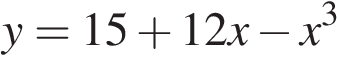 y = 15 + 12x − x³